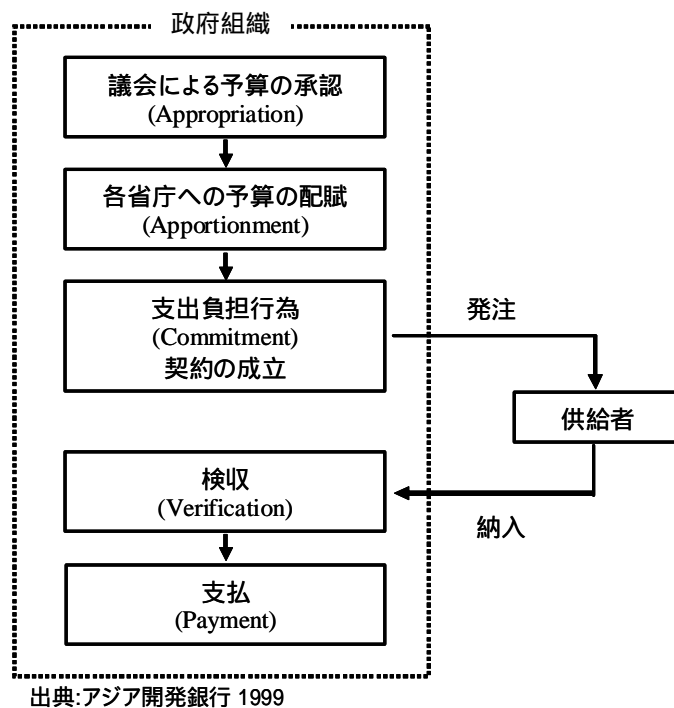 政府組織
議会による予算の承認
(Appropriation)
各省庁への予算の配賦
(Apportionment)
支出負担行為
(Commitment)
契約の成立
発注
供給者
納入
検収
(Verification)
支払
(Payment)
出典:アジア開発銀行 1999